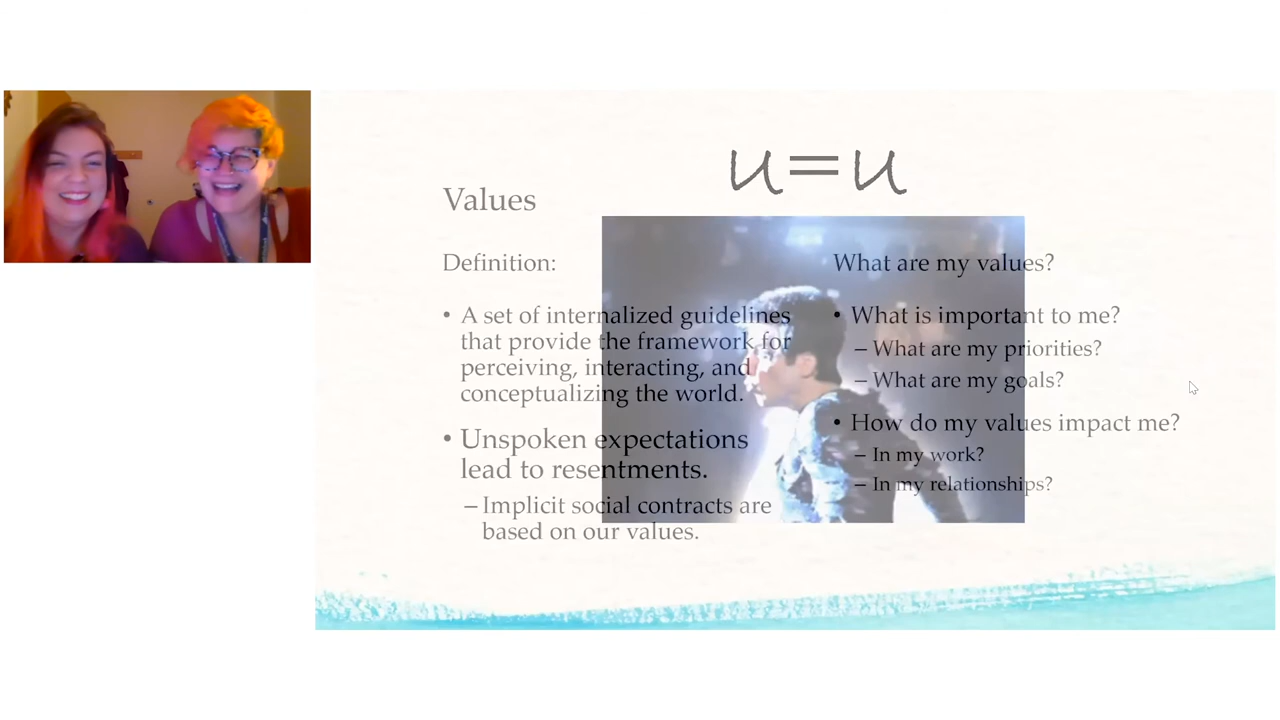 u=u
Values
Definition:
• A set of internalized guidelines
that provide the framework for
perceiving, interacting, and
conceptualizing the world.
• Unspoken expectations
lead to resentments.
– Implicit social contracts are
based on our values.
What are my values?
• What is important to me?
– What are my priorities?
– What are my goals?
• How do my values impact me?
– In my work?
– In my relationships?